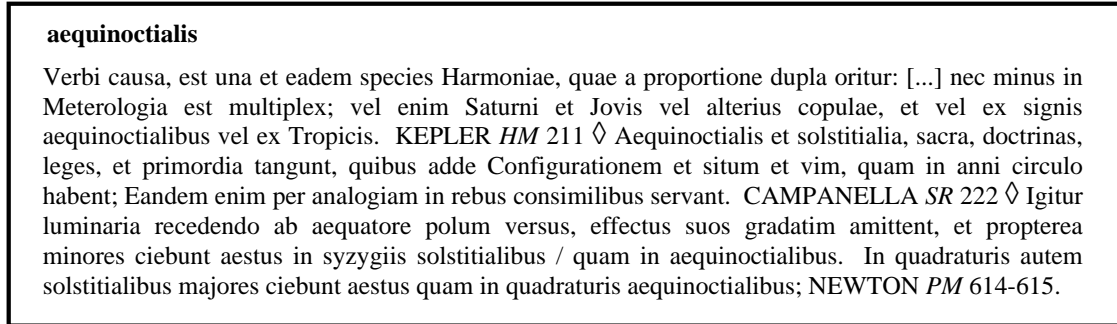 aequinoctialis
Verbi causa, est una et eadem species Harmoniae, quae a proportione dupla oritur: [...] nec minus in
Meterologia est multiplex; vel enim Saturni et Jovis vel alterius copulae, et vel ex signis
aequinoctialibus vel ex Tropicis. KEPLER HM 211 ◊ Aequinoctialis et solstitialia, sacra, doctrinas,
leges, et primordia tangunt, quibus adde Configurationem et situm et vim, quam in anni circulo
habent; Eandem enim per analogiam in rebus consimilibus servant. CAMPANELLA SR 222 ◊ Igitur
luminaria recedendo ab aequatore polum versus, effectus suos gradatim amittent, et propterea
minores ciebunt aestus in syzygiis solstitialibus / quam in aequinoctialibus. In quadraturis autem
solstitialibus majores ciebunt aestus quam in quadraturis aequinoctialibus; NEWTON PM 614-615.